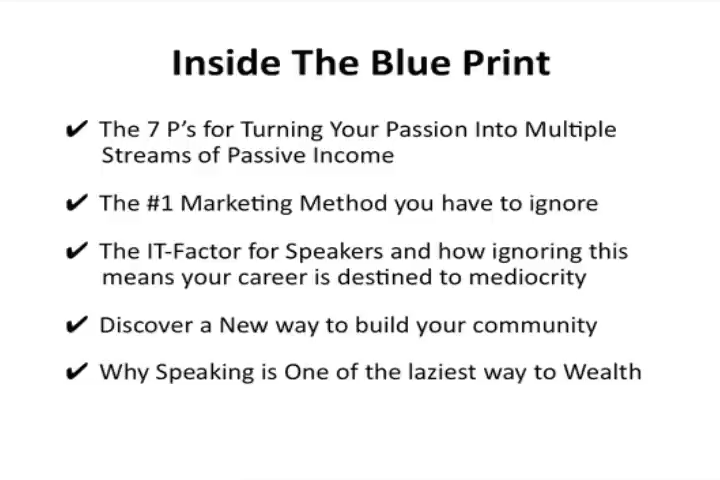 Inside The Blue Print
✔ The 7 P’s for Turning Your Passion Into Multiple
Streams of Passive Income
✔ The #1 Marketing Method you have to ignore
✔ The IT-Factor for Speakers and how ignoring this
means your career is destined to mediocrity
✔ Discover a New way to build your community
✔ Why Speaking is One of the laziest way to Wealth